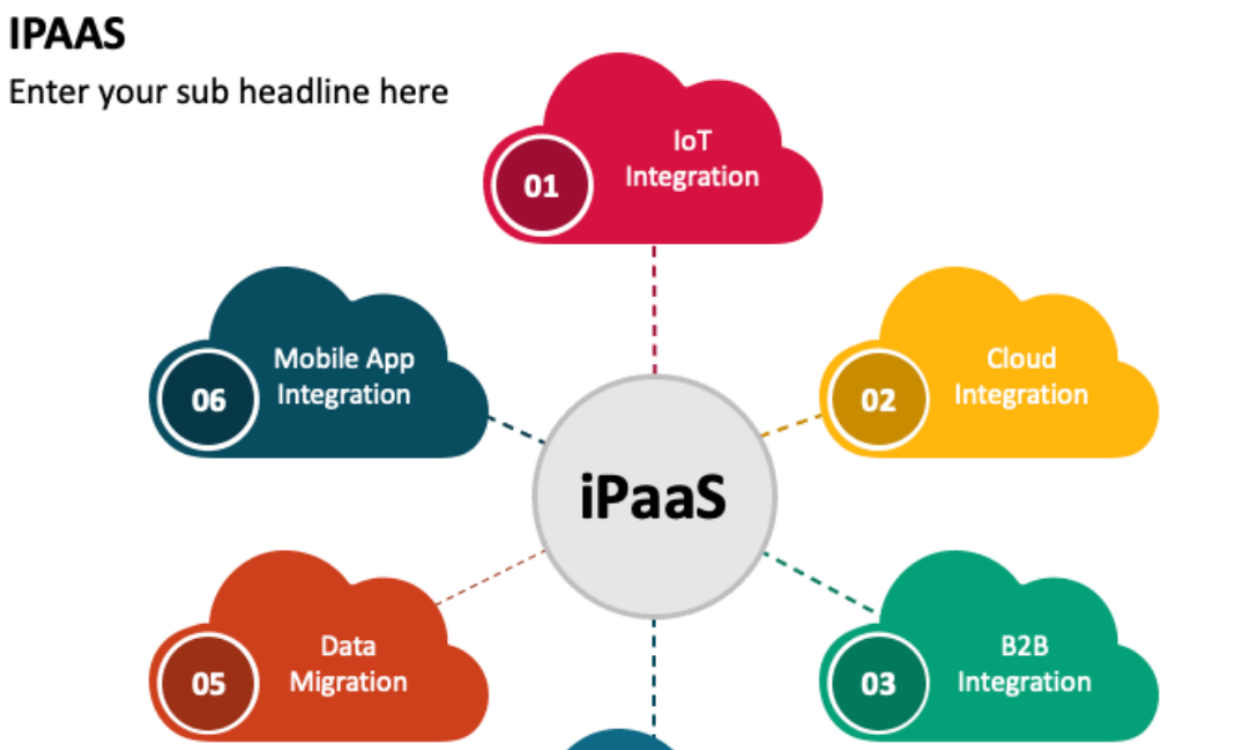 IPAAS
Enter your sub headline here
IoT
Integration
01
Mobile App
Integration
06
Cloud
Integration
02
iPaaS
Data
Migration
05
B2B
Integration
03